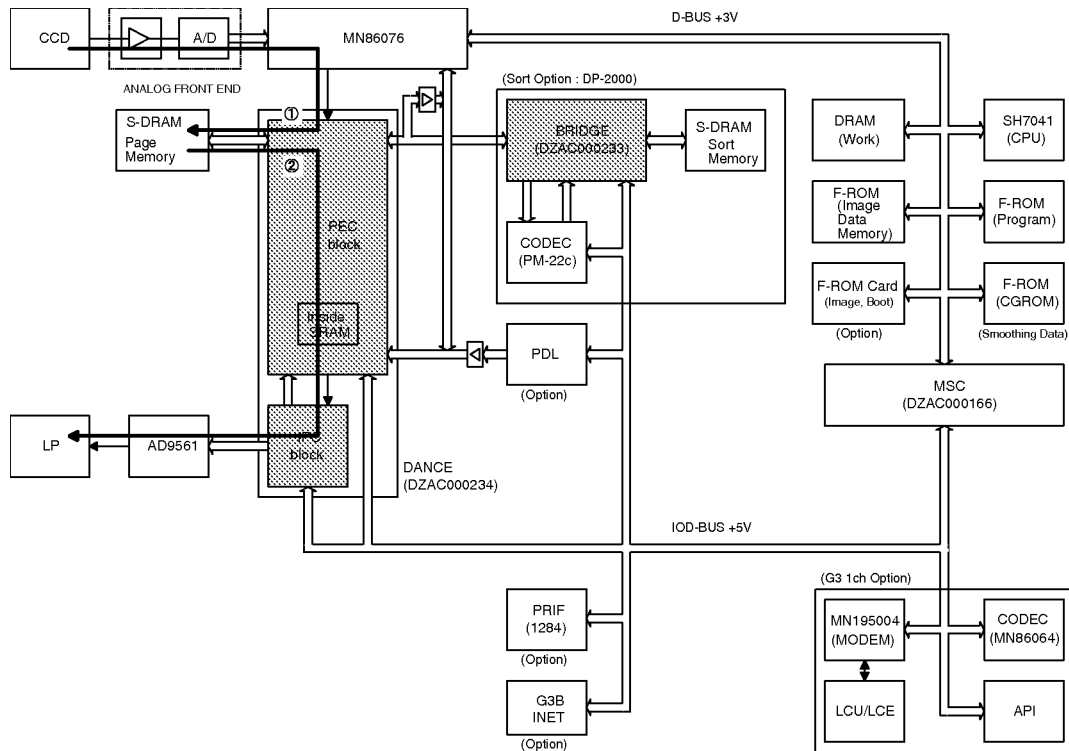 D-BUS +3V
CCD
A/D
MN86076
ANALOG FRONT END
(Sort Option : DP-2000)
①
S-DRAM
Page
Memory
②
BRIDGE
(DZAC000233)
S-DRAM
Sort
Memory
DRAM
(Work)
SH7041
(CPU)
PEC
block
CODEC
(PM-22c)
F-ROM
(Image
Data
Memory)
F-ROM
(Program)
F-ROM Card
(Image, Boot)
(Option)
F-ROM
(CGROM)
(Smoothing Data)
Inside
SRAM
PDL
(Option)
MSC
(DZAC000166)
LP
AD9561
block
DANCE
(DZAC000234)
IOD-BUS +5V
(G3 1ch Option)
PRIF
(1284)
(Option)
MN195004
(MODEM)
CODEC
(MN86064)
G3B
INET
(Option)
LCU/LCE
API